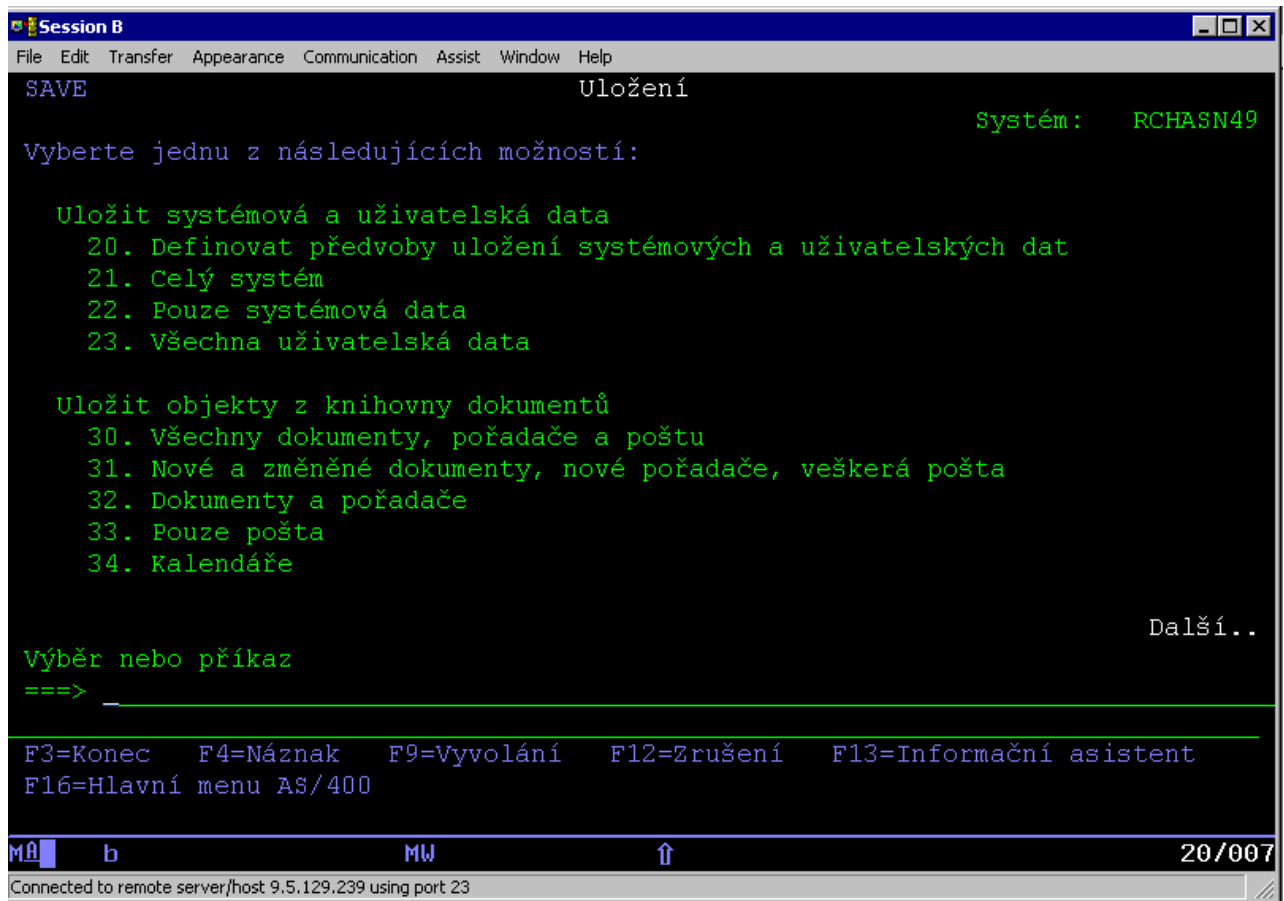 Session B
File Edit Transfer Appearance Communication Assist Window Help
SAVE Uložení
Systém: RCHASN49
Vyberte jednu z následujících možností:
Uložit systémová a uživatelská data
20. Definovat předvoby uložení systémových a uživatelských dat
21. Celý systém
22. Pouze systémová data
23. Všechna uživatelská data
Uložit objekty z knihovny dokumentů
30. Všechny dokumenty, pořadače a poštu
31. Nové a změněné dokumenty, nové pořadače, veškerá pošta
32. Dokumenty a pořadače
33. Pouze pošta
34. Kalendáře
Další..
Výběr nebo příkaz
===> _
F3=Konec F4=Náznak F9=Vyvolání F12=Zrušení F13=Informační asistent
F16=Hlavní menu AS/400
MA b MW ⇧ 20/007
Connected to remote server/host 9.5.129.239 using port 23